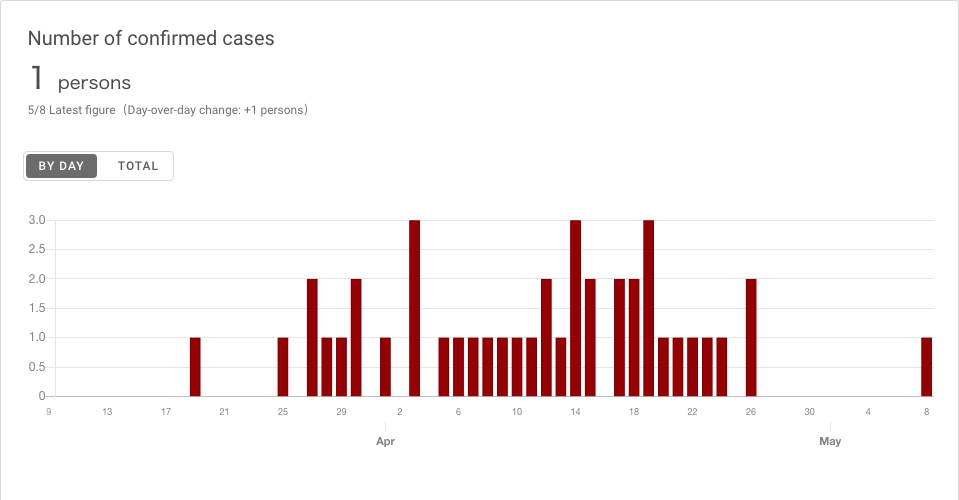 Number of confirmed cases
1 persons
5/8 Latest figure（Day-over-day change: +1 persons）
BY DAY TOTAL
3.0
2.5
2.0
1.5
1.0
0.5
0
9 13 17 21 25 29 2 6 10 14 18 22 26 30 4 8
Apr May